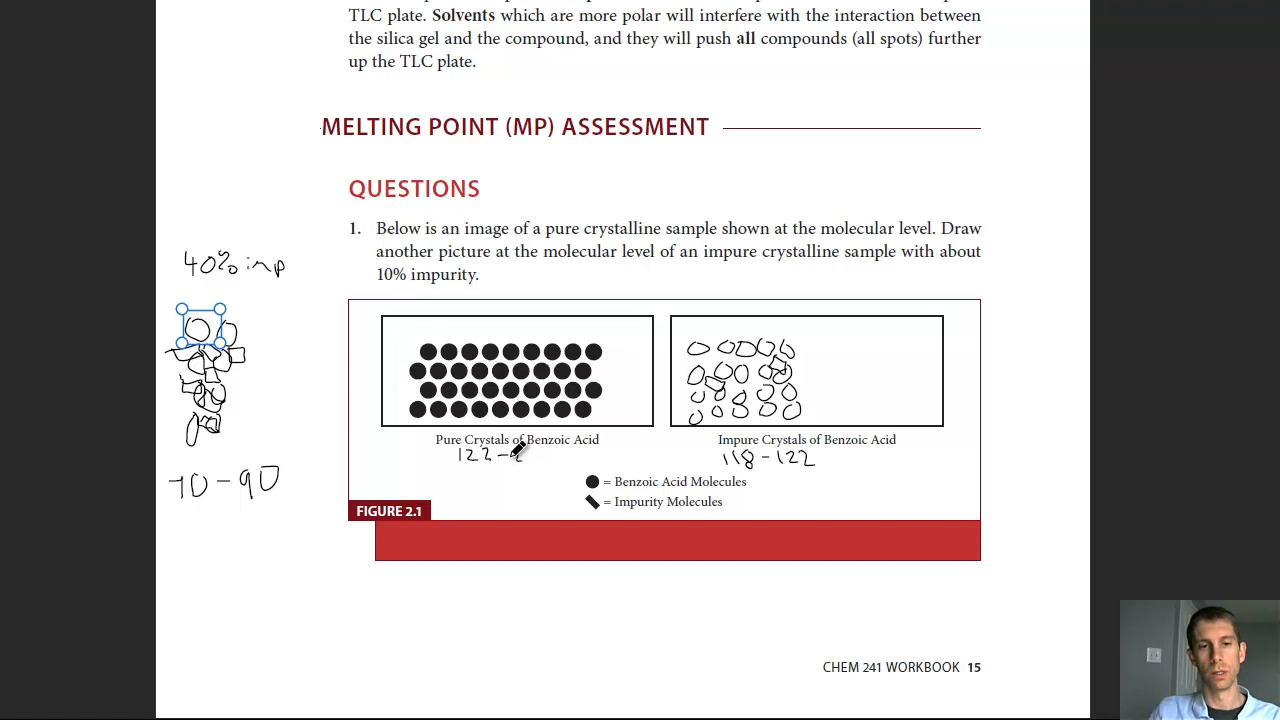 TLC plate. Solvents which are more polar will interfere with the interaction between
the silica gel and the compound, and they will push all compounds (all spots) further
up the TLC plate.
MELTING POINT (MP) ASSESSMENT
QUESTIONS
1. Below is an image of a pure crystalline sample shown at the molecular level. Draw
another picture at the molecular level of an impure crystalline sample with about
10% impurity.
40% imp
Pure Crystals of Benzoic Acid
Impure Crystals of Benzoic Acid
122-
118-122
= Benzoic Acid Molecules
= Impurity Molecules
FIGURE 2.1
CHEM 241 WORKBOOK 15